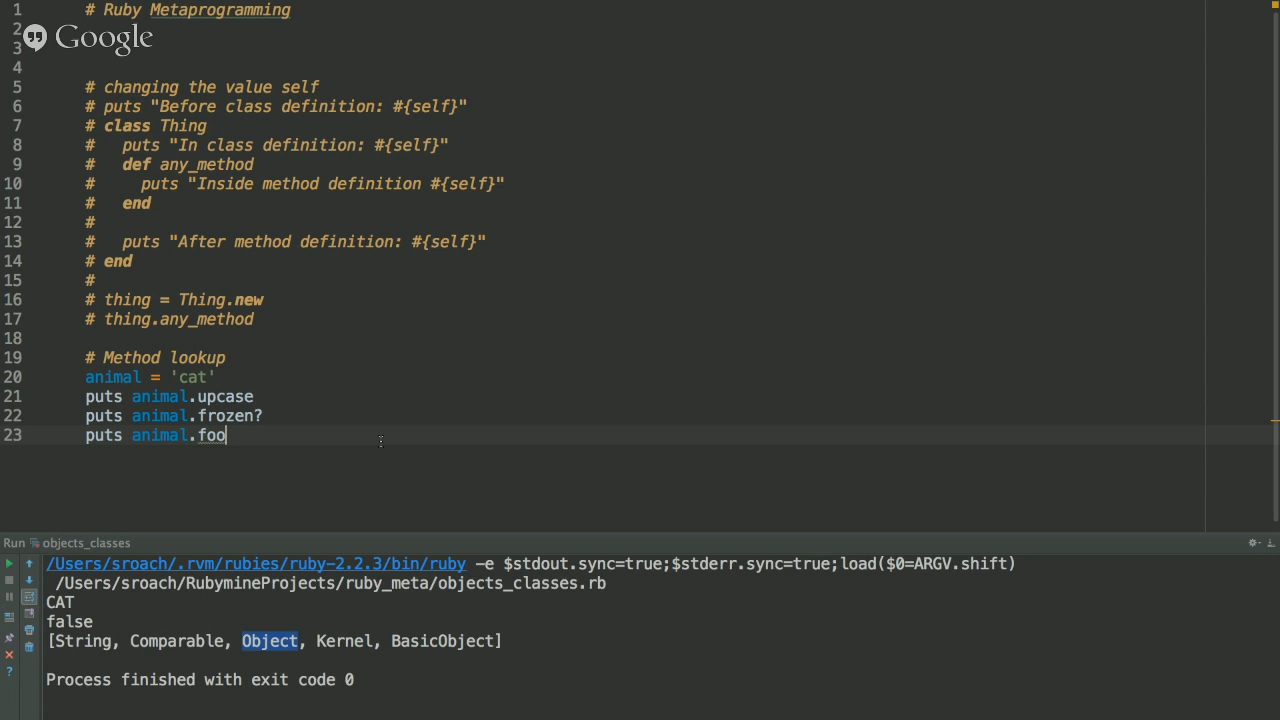 1 # Ruby Metaprogramming
2
Google
3
4
5 # changing the value self
6 # puts "Before class definition: #{self}"
7 # class Thing
8 #   puts "In class definition: #{self}"
9 #   def any_method
10 #     puts "Inside method definition #{self}"
11 #   end
12 #
13 #   puts "After method definition: #{self}"
14 # end
15 #
16 # thing = Thing.new
17 # thing.any_method
18
19 # Method lookup
20 animal = 'cat'
21 puts animal.upcase
22 puts animal.frozen?
23 puts animal.foo
Run objects_classes
/Users/sroach/.rvm/rubies/ruby-2.2.3/bin/ruby -e $stdout.sync=true;$stderr.sync=true;load($0=ARGV.shift)
/Users/sroach/RubymineProjects/ruby_meta/objects_classes.rb
CAT
false
[String, Comparable, Object, Kernel, BasicObject]
Process finished with exit code 0